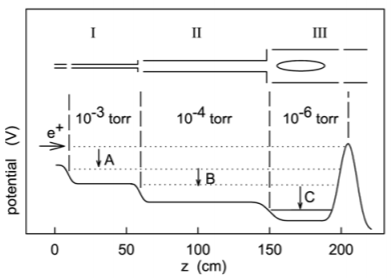 I II III
10⁻³ torr 10⁻⁴ torr 10⁻⁶ torr
e⁺
A
B
C
potential (V)
0 50 100 150 200
z (cm)